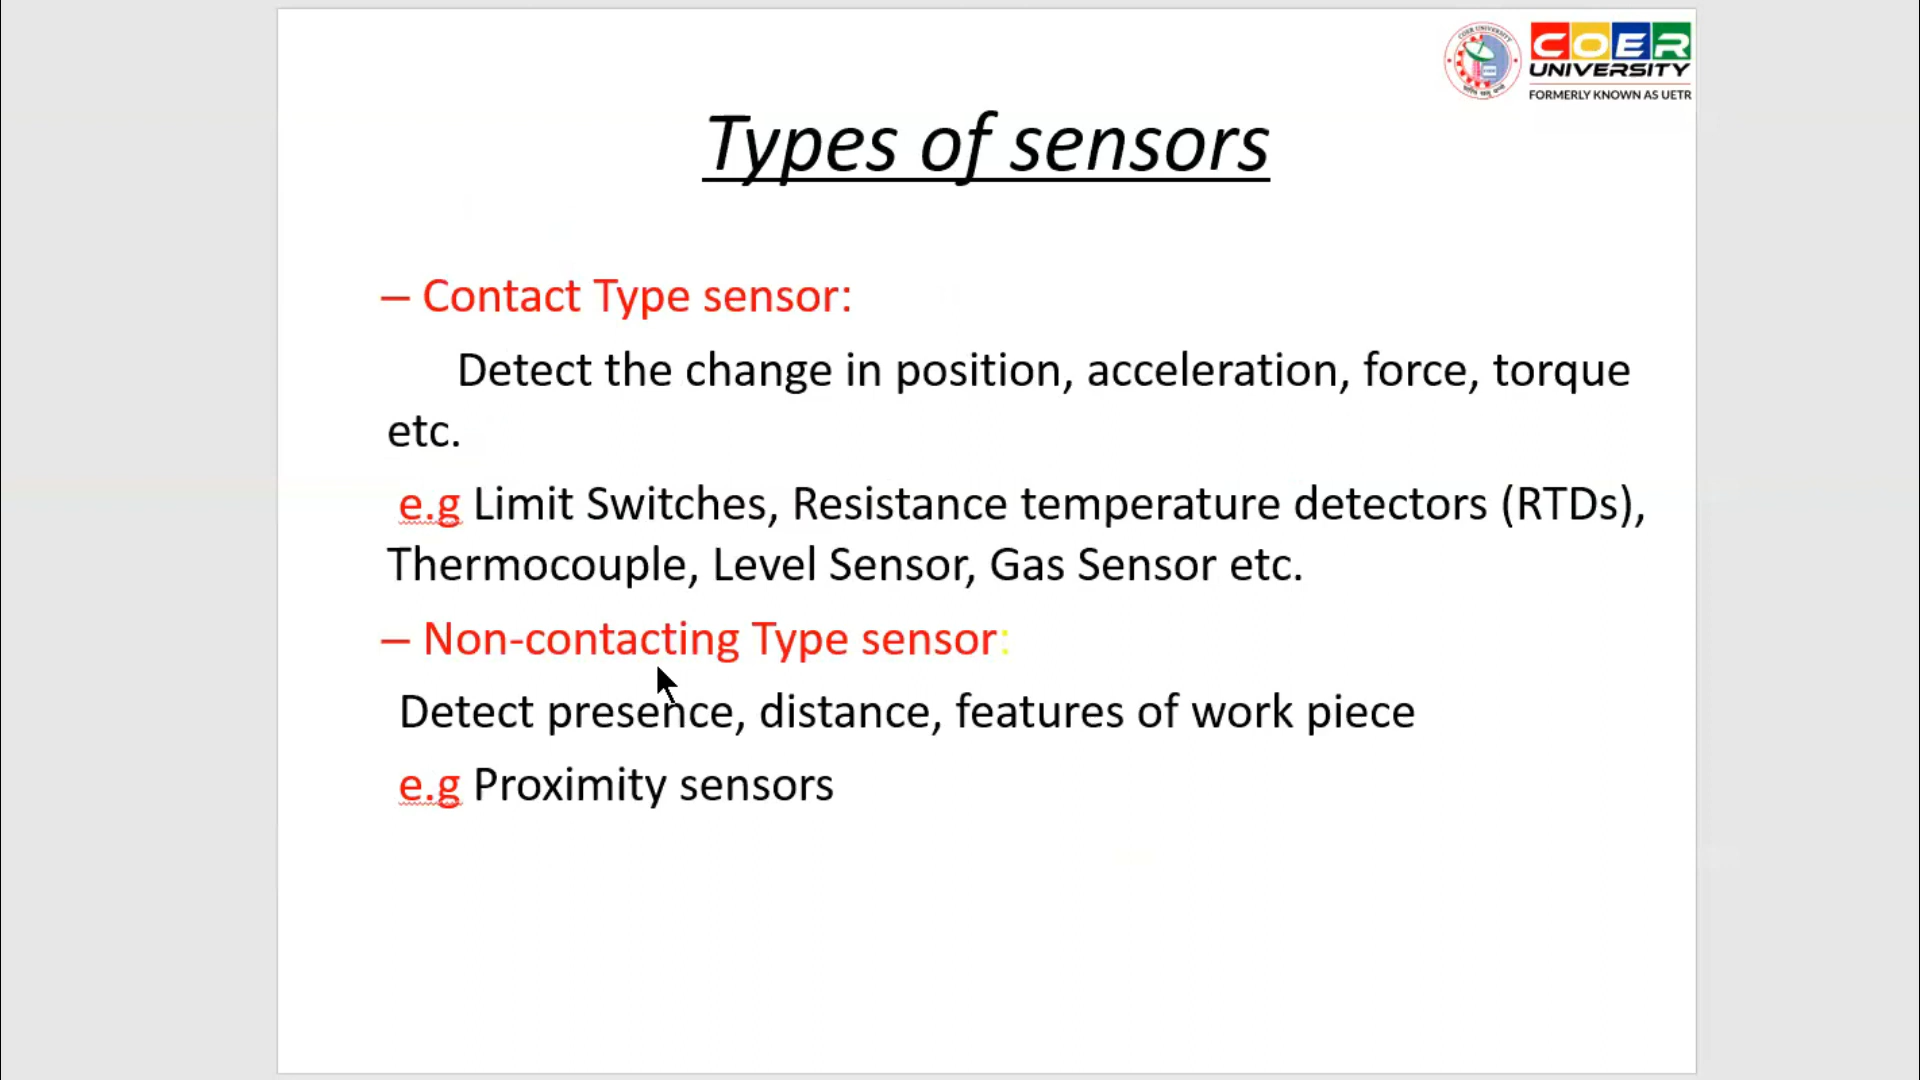 COER
UNIVERSITY
FORMERLY KNOWN AS UETR
Types of sensors
– Contact Type sensor:
Detect the change in position, acceleration, force, torque
etc.
e.g Limit Switches, Resistance temperature detectors (RTDs),
Thermocouple, Level Sensor, Gas Sensor etc.
– Non-contacting Type sensor:
Detect presence, distance, features of work piece
e.g Proximity sensors